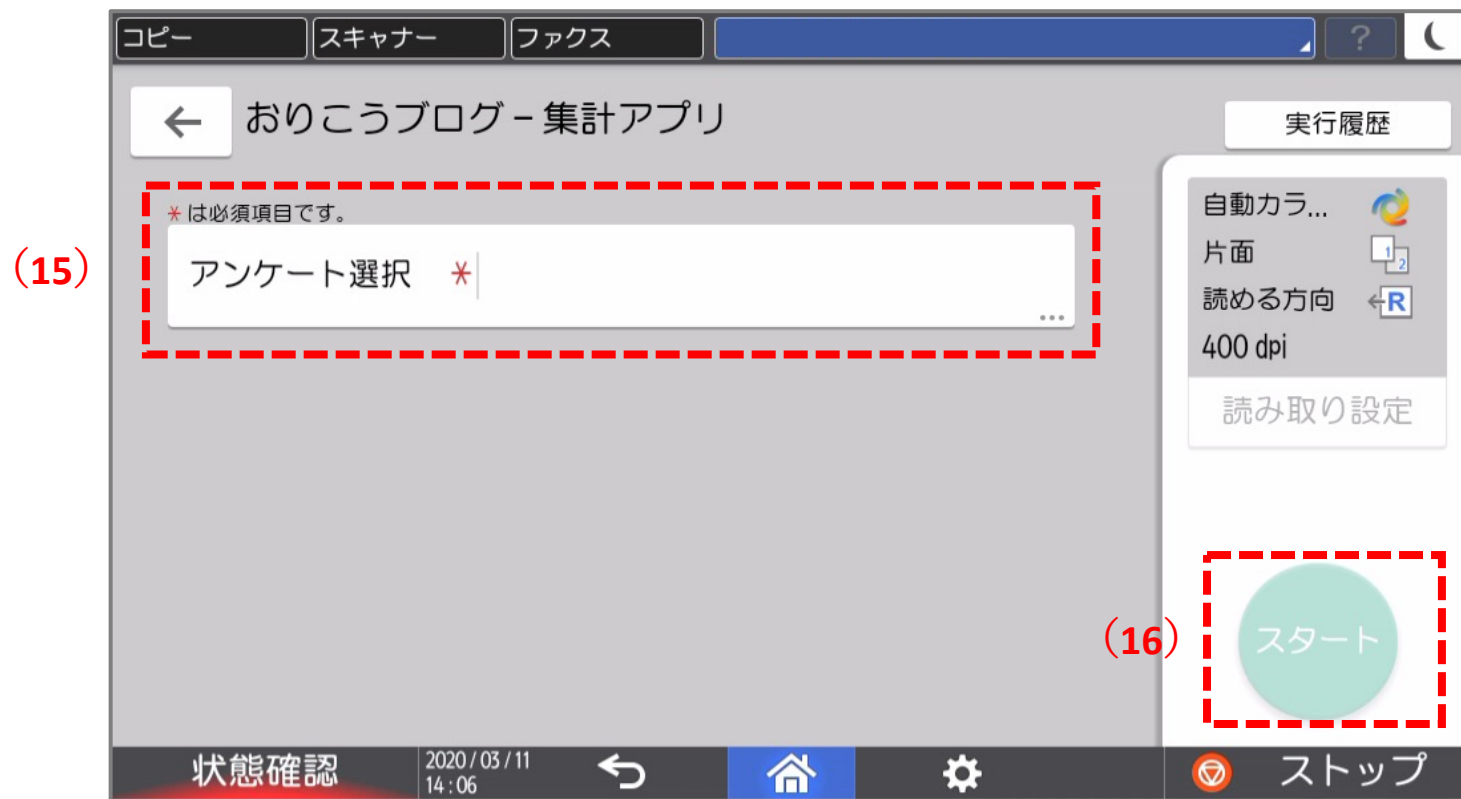 コピー スキャナー ファクス ?
おりこうブログ－集計アプリ
実行履歴
*は必須項目です。
（15）
アンケート選択 *
...
自動カラ...
片面 1 2
読める方向 ←R
400 dpi
読み取り設定
（16）
スタート
状態確認
2020/03/11
14:06
ストップ